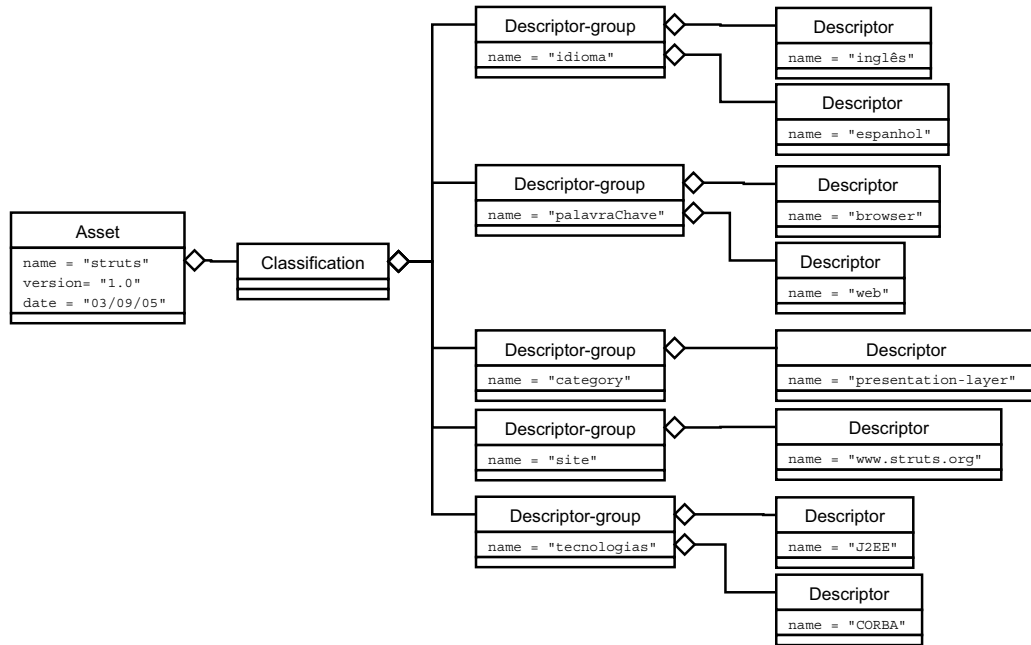 Asset
name = "struts"
version= "1.0"
date = "03/09/05"
Classification
Descriptor-group
name = "idioma"
Descriptor
name = "inglês"
Descriptor
name = "espanhol"
Descriptor-group
name = "palavraChave"
Descriptor
name = "browser"
Descriptor
name = "web"
Descriptor-group
name = "category"
Descriptor
name = "presentation-layer"
Descriptor-group
name = "site"
Descriptor
name = "www.struts.org"
Descriptor-group
name = "tecnologias"
Descriptor
name = "J2EE"
Descriptor
name = "CORBA"